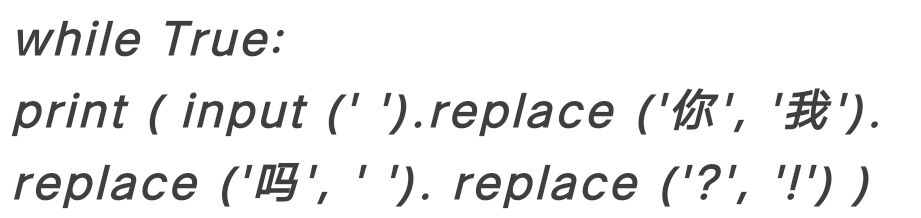 while True:
print ( input (' ').replace ('你', '我').
replace ('吗', ' '). replace ('?', '!') )